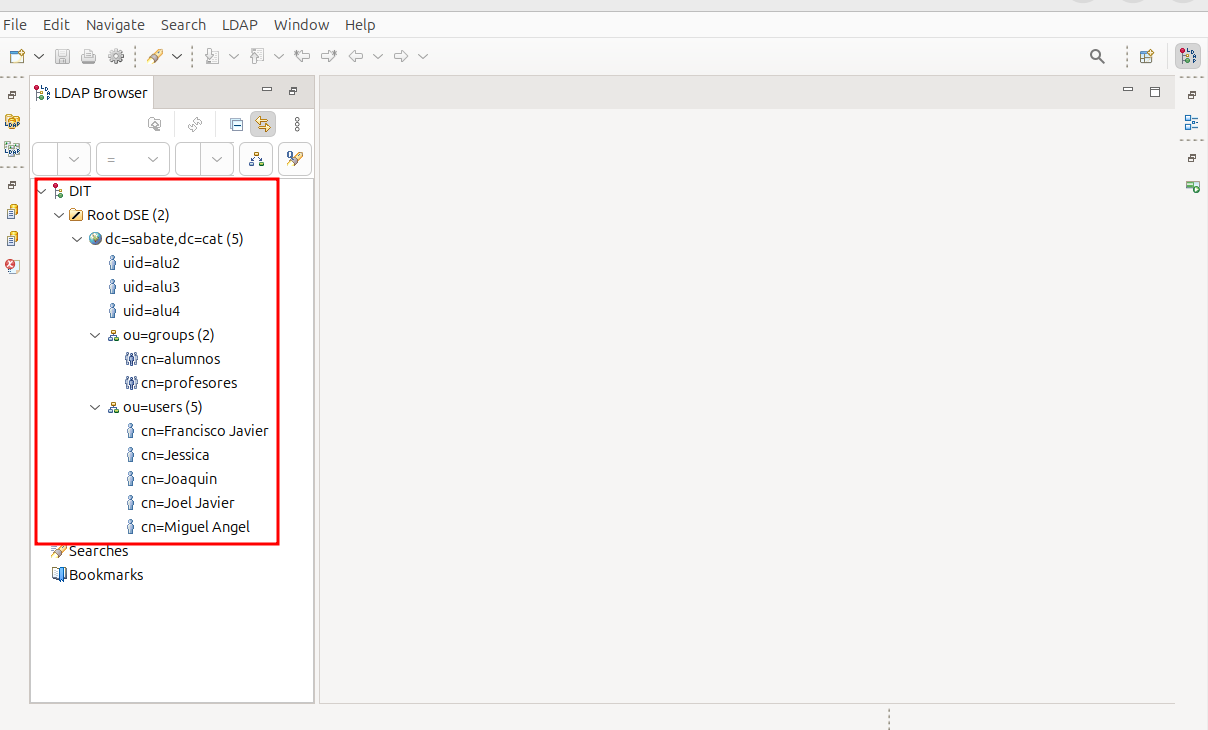 File Edit Navigate Search LDAP Window Help
LDAP Browser
=
DIT
Root DSE (2)
dc=sabate,dc=cat (5)
uid=alu2
uid=alu3
uid=alu4
ou=groups (2)
cn=alumnos
cn=profesores
ou=users (5)
cn=Francisco Javier
cn=Jessica
cn=Joaquin
cn=Joel Javier
cn=Miguel Angel
Searches
Bookmarks